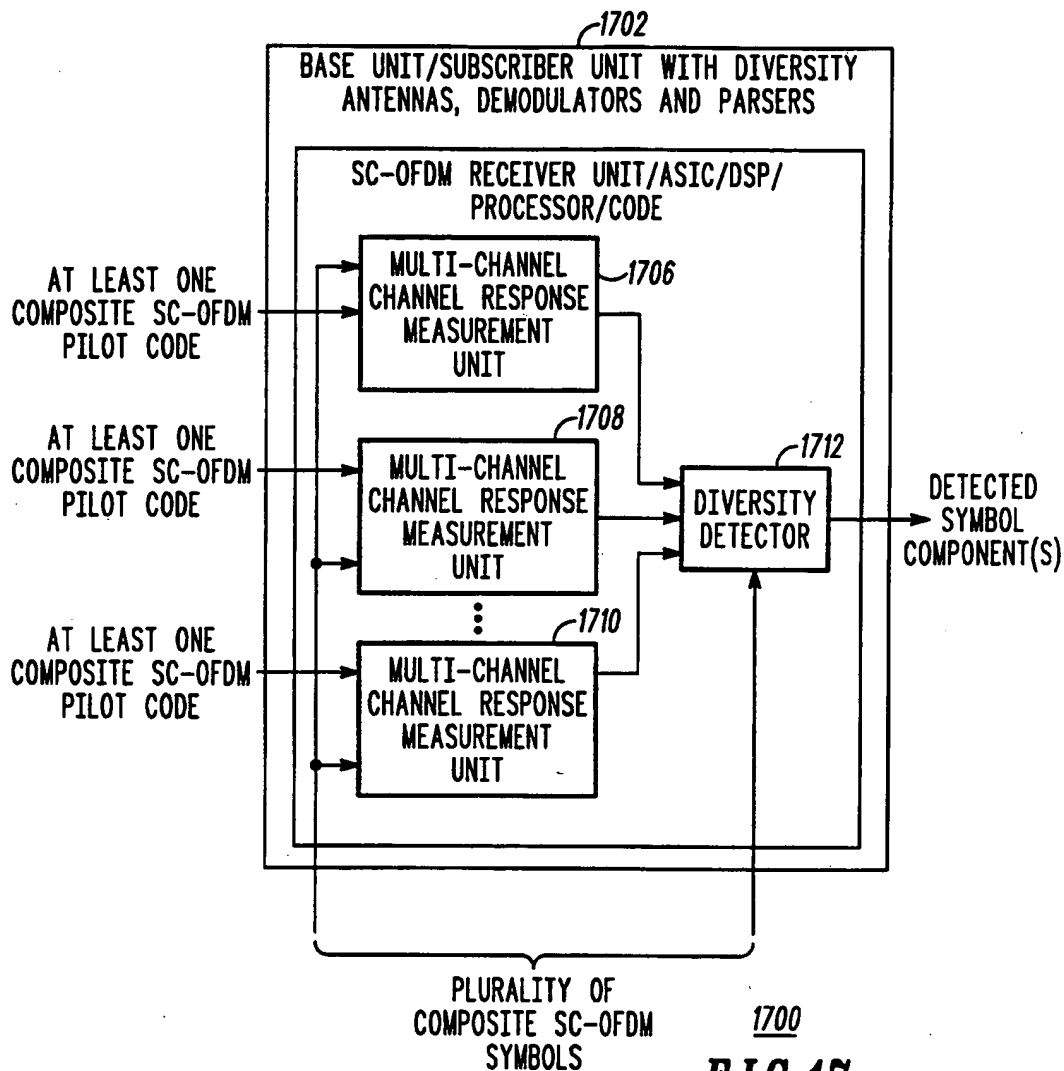 1702
BASE UNIT/SUBSCRIBER UNIT WITH DIVERSITY
ANTENNAS, DEMODULATORS AND PARSERS
SC-OFDM RECEIVER UNIT/ASIC/DSP/
PROCESSOR/CODE
AT LEAST ONE
COMPOSITE SC-OFDM
PILOT CODE
MULTI-CHANNEL
CHANNEL RESPONSE
MEASUREMENT
UNIT
1706
AT LEAST ONE
COMPOSITE SC-OFDM
PILOT CODE
1708
MULTI-CHANNEL
CHANNEL RESPONSE
MEASUREMENT
UNIT
1712
DIVERSITY
DETECTOR
DETECTED
SYMBOL
COMPONENT(S)
AT LEAST ONE
COMPOSITE SC-OFDM
PILOT CODE
1710
MULTI-CHANNEL
CHANNEL RESPONSE
MEASUREMENT
UNIT
PLURALITY OF
COMPOSITE SC-OFDM
SYMBOLS
1700